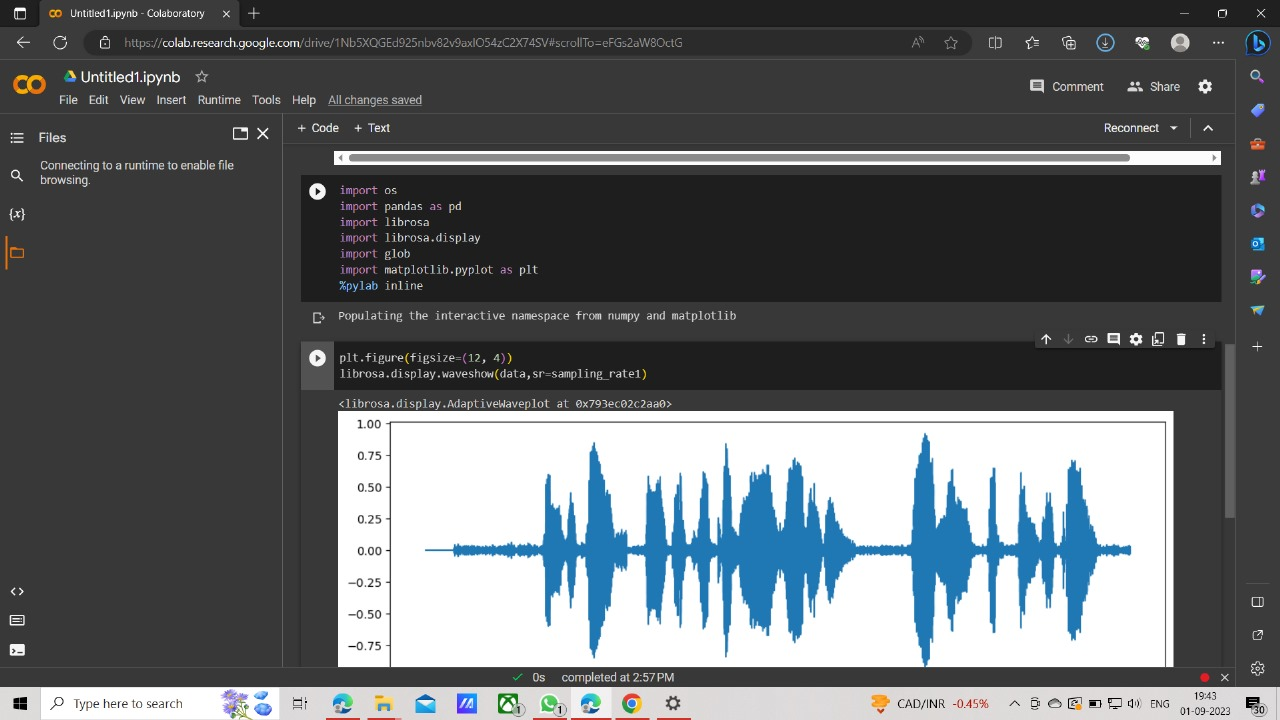 Untitled1.ipynb - Colaboratory
https://colab.research.google.com/drive/1Nb5XQGEd925nbv82v9axIO54zC2X74SV#scrollTo=eFGs2aW8OctG
Untitled1.ipynb
Comment
Share
File Edit View Insert Runtime Tools Help All changes saved
Files
+ Code + Text
Reconnect
Connecting to a runtime to enable file
browsing.
import os
import pandas as pd
import librosa
import librosa.display
import glob
import matplotlib.pyplot as plt
%pylab inline
Populating the interactive namespace from numpy and matplotlib
plt.figure(figsize=(12, 4))
librosa.display.waveshow(data,sr=sampling_rate1)
<librosa.display.AdaptiveWaveplot at 0x793ec02c2aa0>
1.00
0.75
0.50
0.25
0.00
−0.25
−0.50
−0.75
0s completed at 2:57 PM
Type here to search
CAD/INR -0.45%
ENG
19:43
01-09-2023
30